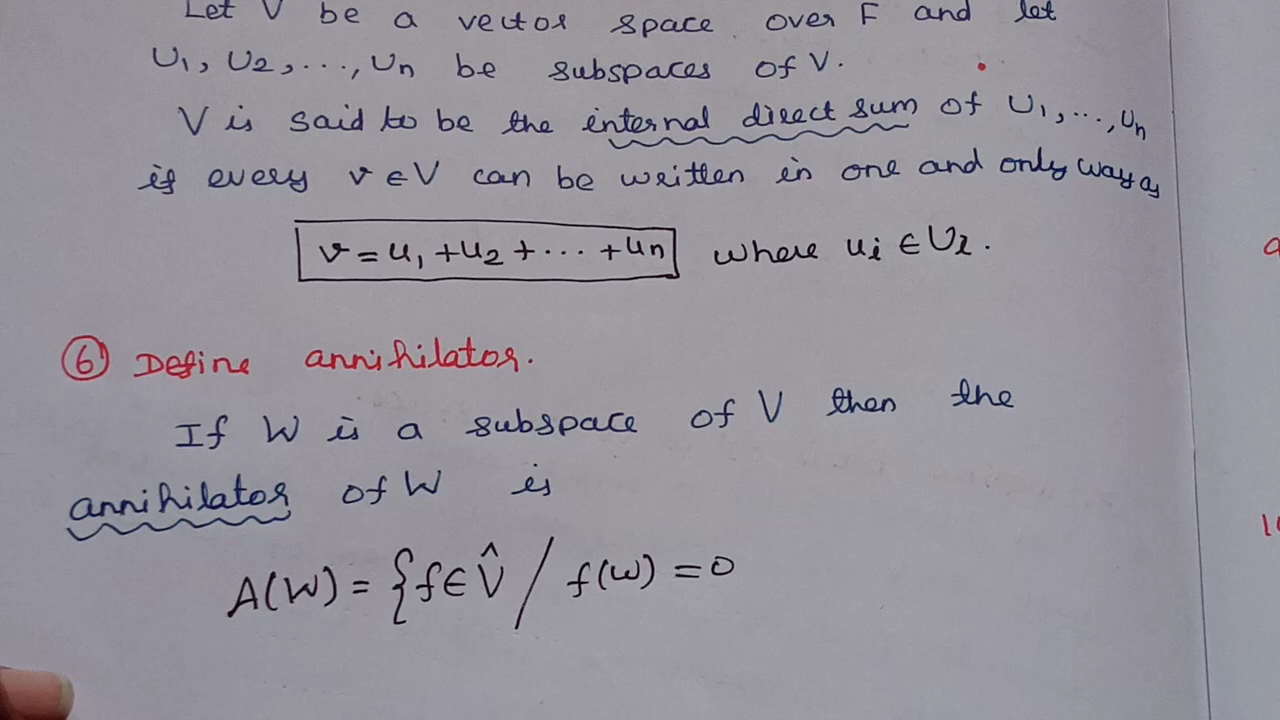 Let V be a vector space over F and let
U1, U2, ..., Un be subspaces of V.
V is said to be the internal direct sum of U1, ..., Un
is every v ∈ V can be written in one and only way as
v = u1 + u2 + ... + un where ui ∈ Ui.
⑥ Define annihilator.
If W is a subspace of V then the
annihilator of W is
A(W) = {f ∈ V̂ / f(w) = 0